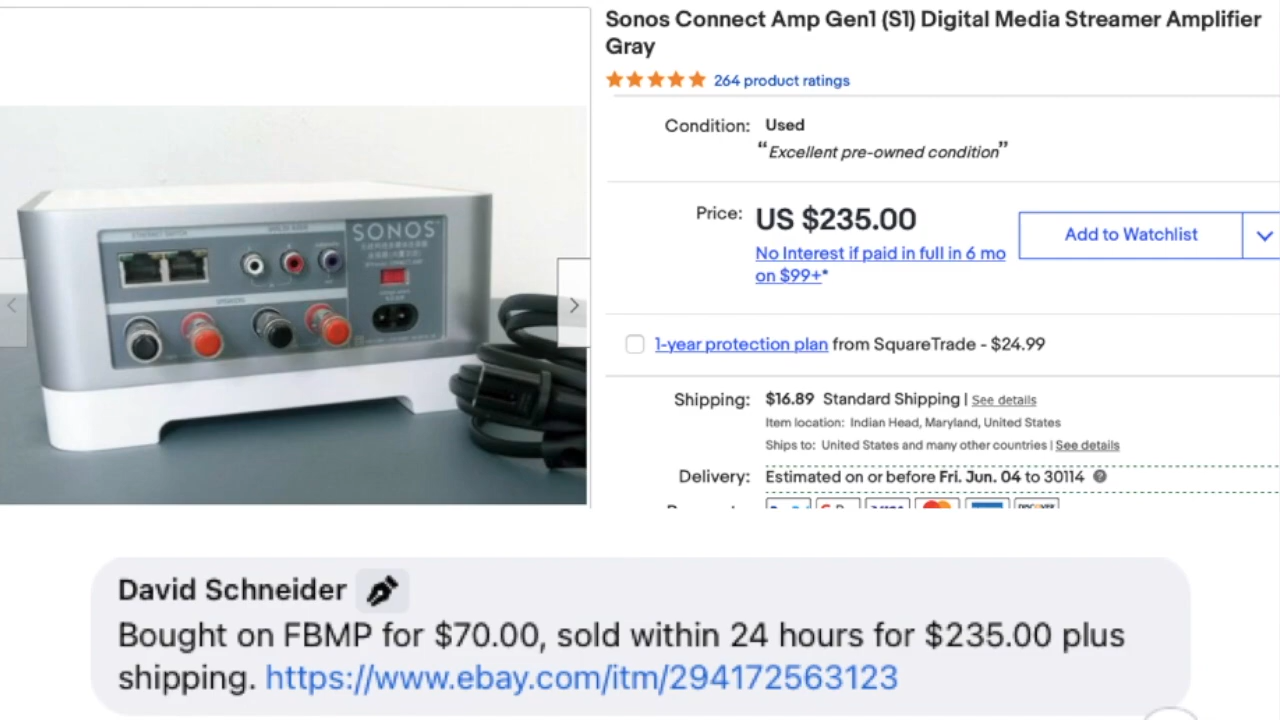 Sonos Connect Amp Gen1 (S1) Digital Media Streamer Amplifier
Gray
264 product ratings
Condition: Used
“Excellent pre-owned condition”
Price: US $235.00
Add to Watchlist
No Interest if paid in full in 6 mo
on $99+*
1-year protection plan from SquareTrade - $24.99
Shipping: $16.89 Standard Shipping | See details
Item location: Indian Head, Maryland, United States
Ships to: United States and many other countries | See details
Delivery: Estimated on or before Fri. Jun. 04 to 30114
SONOS
SPEAKERS
David Schneider
Bought on FBMP for $70.00, sold within 24 hours for $235.00 plus
shipping. https://www.ebay.com/itm/294172563123